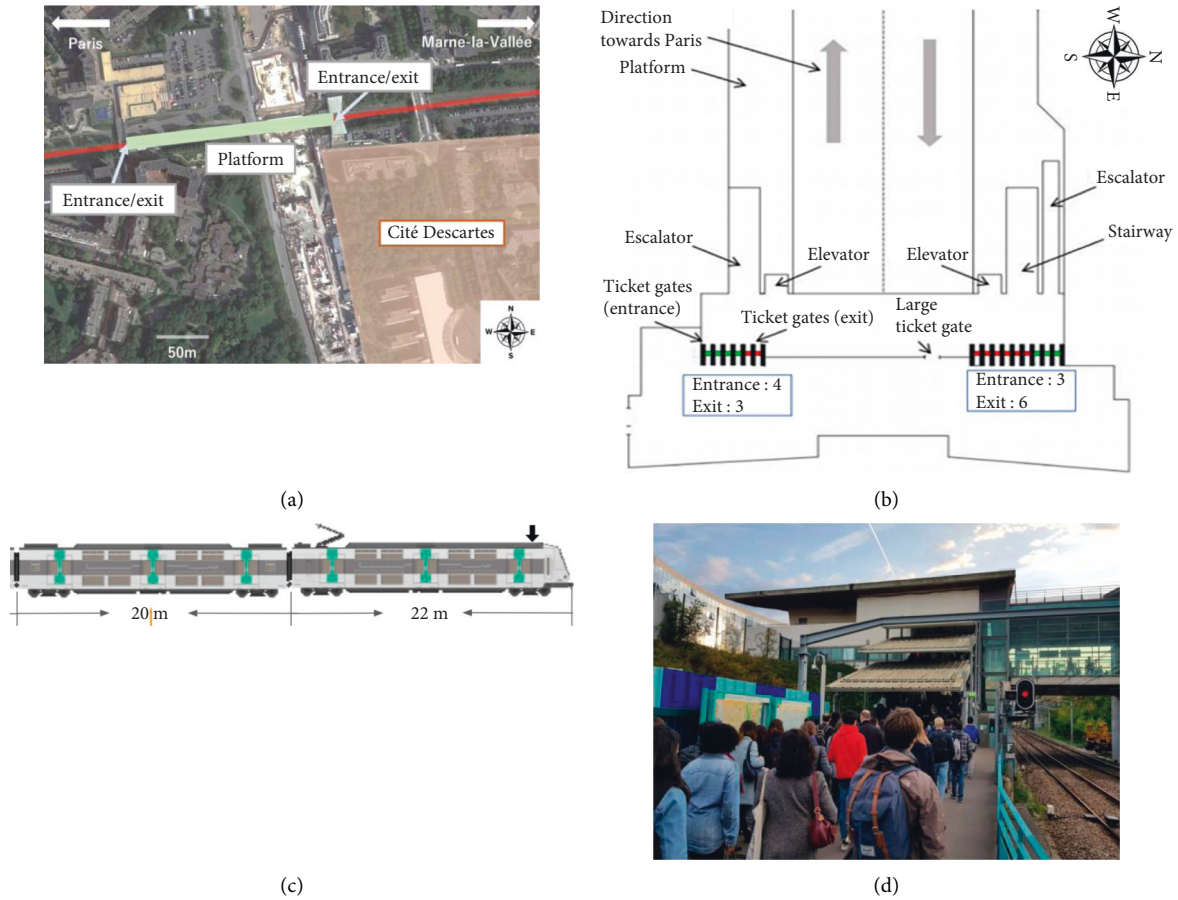 Paris
Marne-la-Vallée
Entrance/exit
Platform
Entrance/exit
Cité Descartes
50m
N
W
E
S
(a)
Direction
towards Paris
Platform
W
S
N
E
Escalator
Escalator
Elevator
Elevator
Stairway
Ticket gates
(entrance)
Ticket gates (exit)
Large
ticket gate
Entrance : 4
Exit : 3
Entrance : 3
Exit : 6
(b)
20 m
22 m
(c)
(d)